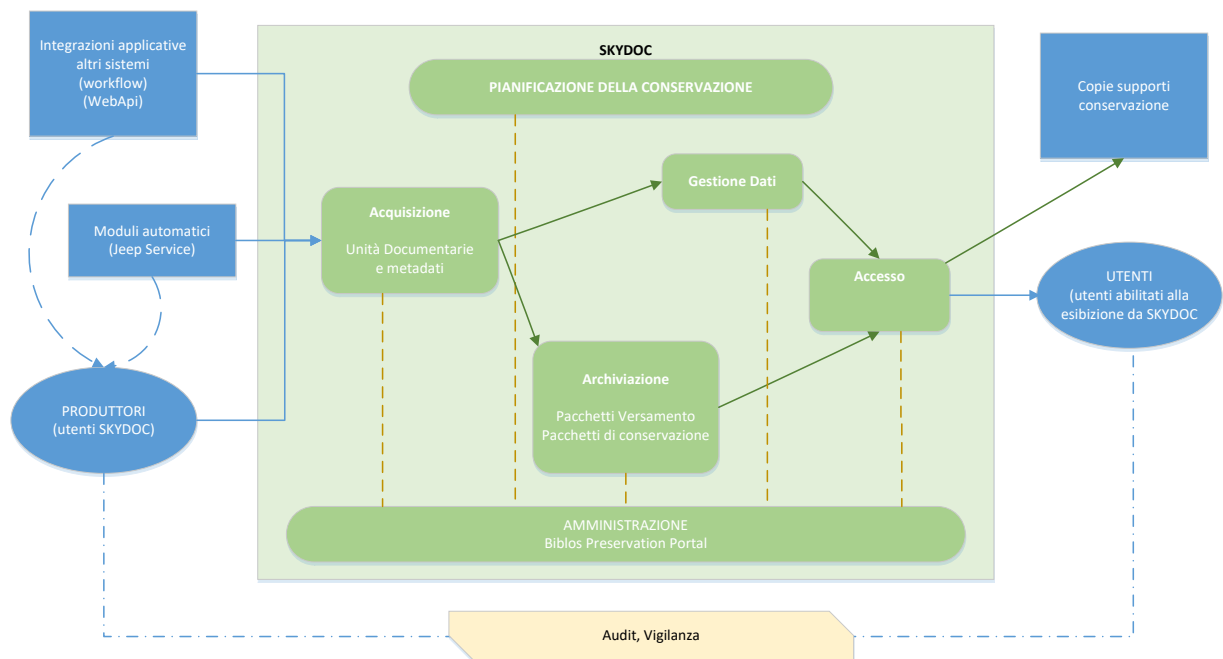 Integrazioni applicative
altri sistemi
(workflow)
(WebApi)
Moduli automatici
(Jeep Service)
PRODUTTORI
(utenti SKYDOC)
SKYDOC
PIANIFICAZIONE DELLA CONSERVAZIONE
Acquisizione
Unità Documentarie
e metadati
Gestione Dati
Archiviazione
Pacchetti Versamento
Pacchetti di conservazione
Accesso
AMMINISTRAZIONE
Biblos Preservation Portal
Copie supporti
conservazione
UTENTI
(utenti abilitati alla
esibizione da SKYDOC
Audit, Vigilanza